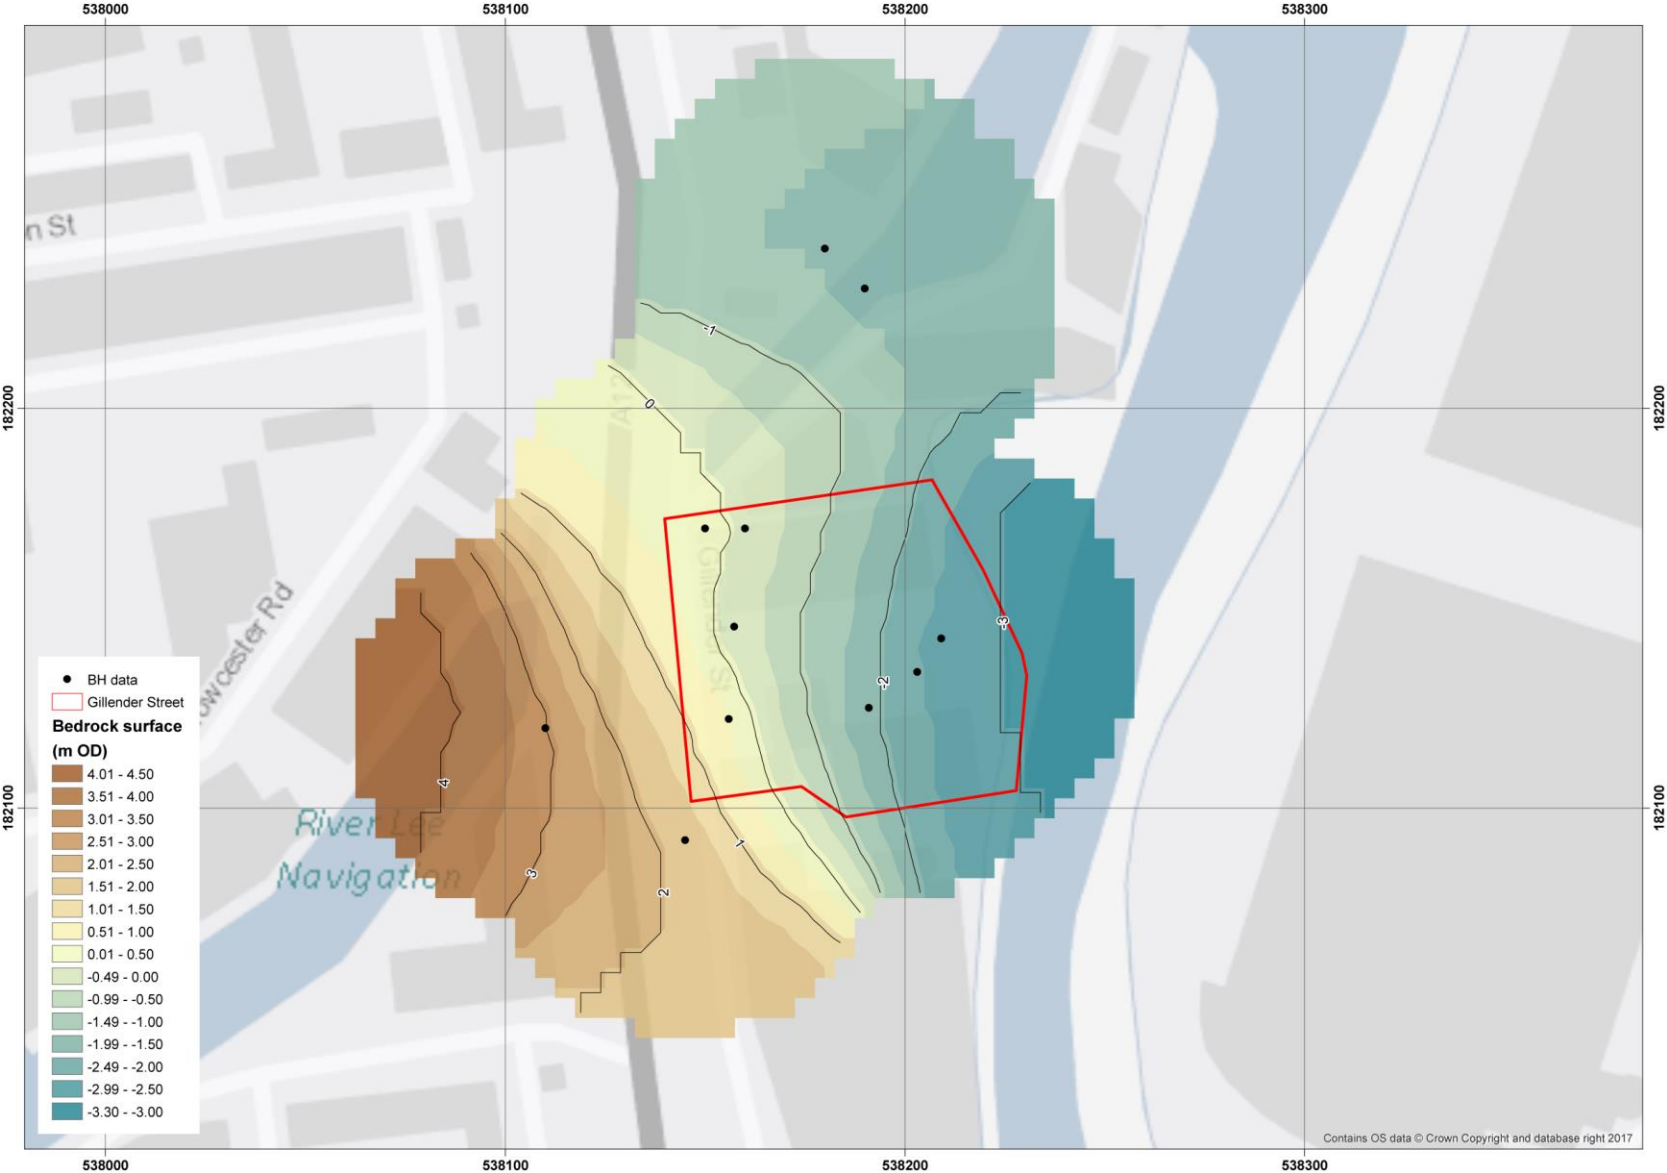 538000
538100
538200
538300
n St
-1
A12
0
182200
182200
Gillender St
-3
-2
owcester Rd
BH data
Gillender Street
Bedrock surface
(m OD)
4.01 - 4.50
3.51 - 4.00
3.01 - 3.50
2.51 - 3.00
2.01 - 2.50
1.51 - 2.00
1.01 - 1.50
0.51 - 1.00
0.01 - 0.50
-0.49 - 0.00
-0.99 - -0.50
-1.49 - -1.00
-1.99 - -1.50
-2.49 - -2.00
-2.99 - -2.50
-3.30 - -3.00
4
182100
182100
River Lee
Navigation
1
3
2
Contains OS data © Crown Copyright and database right 2017
538000
538100
538200
538300